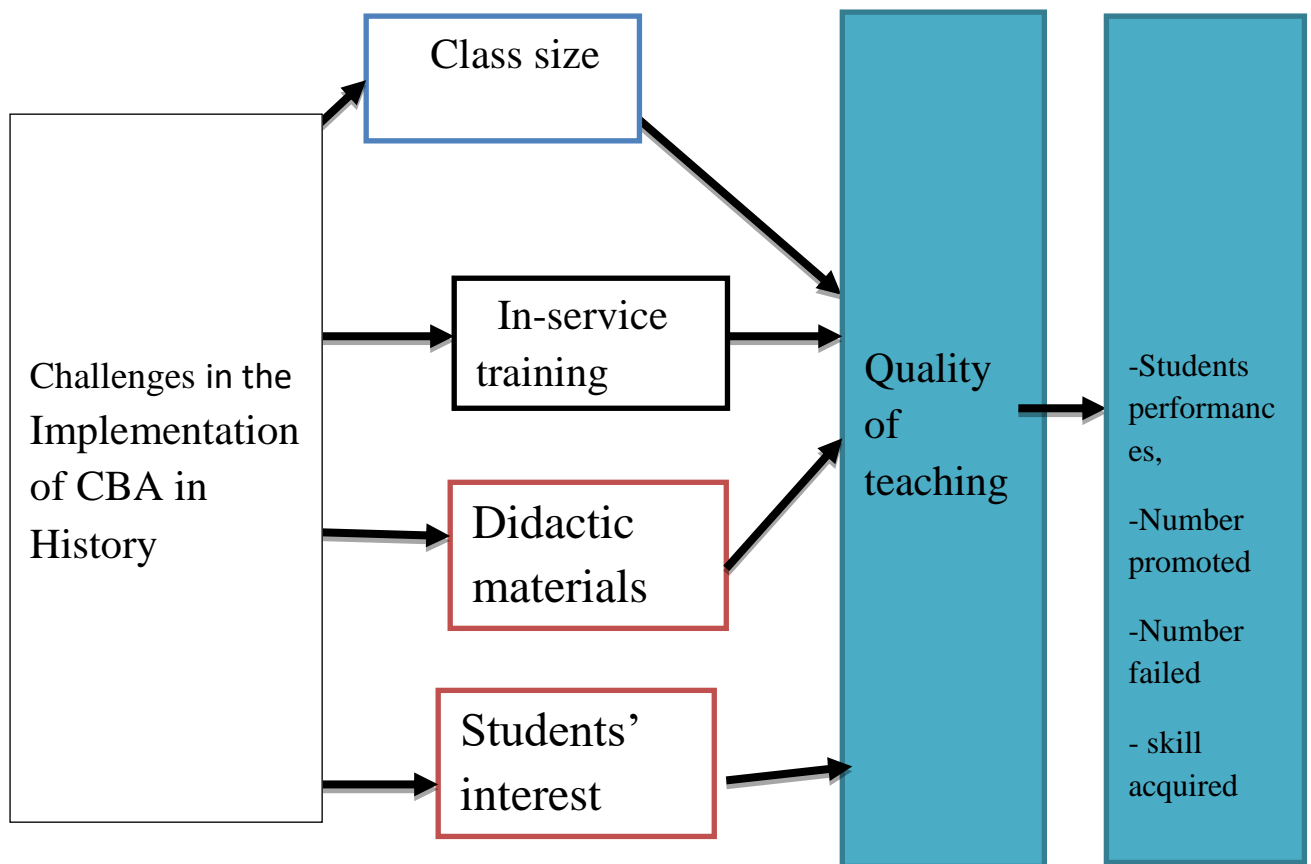 Class size
Challenges in the
Implementation
of CBA in
History
In-service
training
Didactic
materials
Students’
interest
Quality
of
teaching
-Students
performanc
es,
-Number
promoted
-Number
failed
- skill
acquired